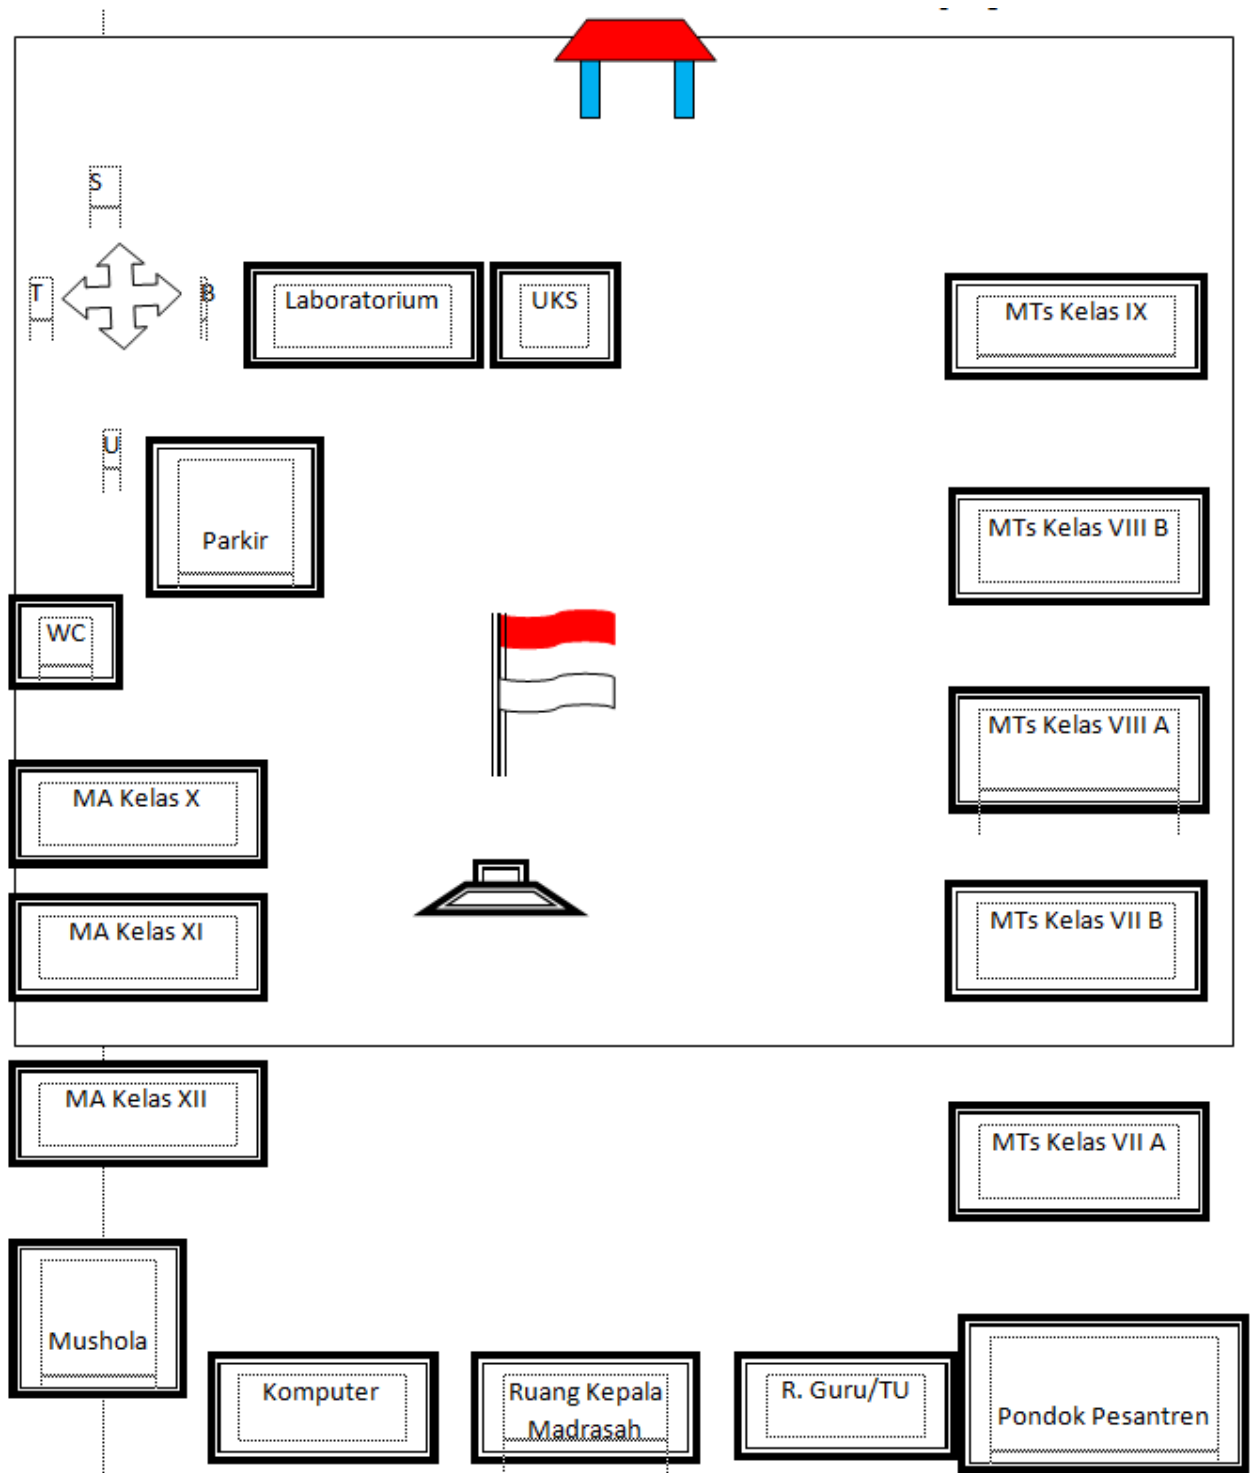 S
T
B
U
Laboratorium
UKS
MTs Kelas IX
Parkir
MTs Kelas VIII B
WC
MTs Kelas VIII A
MA Kelas X
MTs Kelas VII B
MA Kelas XI
MA Kelas XII
MTs Kelas VII A
Mushola
Komputer
Ruang Kepala
Madrasah
R. Guru/TU
Pondok Pesantren